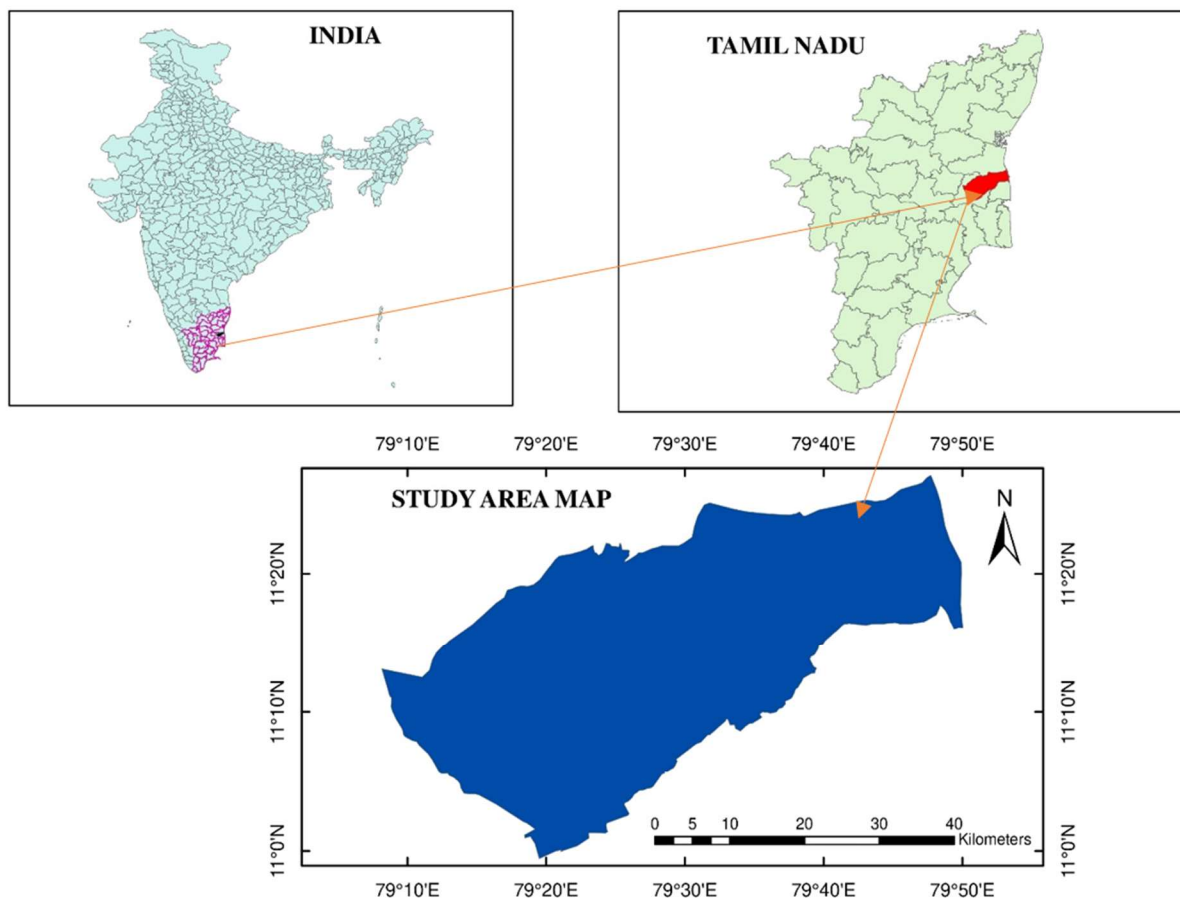 INDIA
TAMIL NADU
79°10'E 79°20'E 79°30'E 79°40'E 79°50'E
STUDY AREA MAP
N
11°20'N 11°20'N
11°10'N 11°10'N
11°0'N 11°0'N
0 5 10 20 30 40
Kilometers
79°10'E 79°20'E 79°30'E 79°40'E 79°50'E